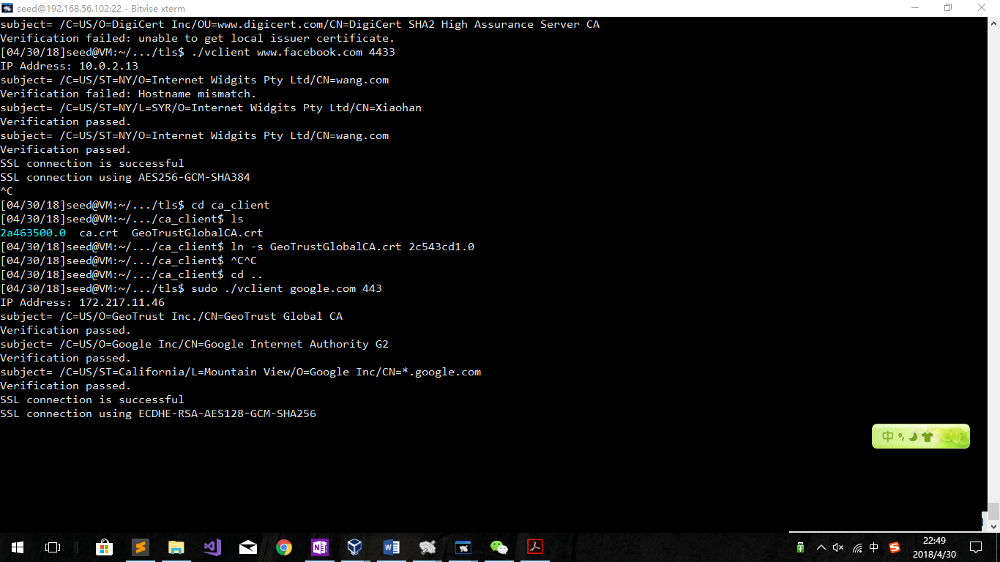 seed@192.168.56.102:22 - Bitvise xterm
subject= /C=US/O=DigiCert Inc/OU=www.digicert.com/CN=DigiCert SHA2 High Assurance Server CA
Verification failed: unable to get local issuer certificate.
[04/30/18]seed@VM:~/.../tls$ ./vclient www.facebook.com 4433
IP Address: 10.0.2.13
subject= /C=US/ST=NY/O=Internet Widgits Pty Ltd/CN=wang.com
Verification failed: Hostname mismatch.
subject= /C=US/ST=NY/L=SYR/O=Internet Widgits Pty Ltd/CN=Xiaohan
Verification passed.
subject= /C=US/ST=NY/O=Internet Widgits Pty Ltd/CN=wang.com
Verification passed.
SSL connection is successful
SSL connection using AES256-GCM-SHA384
^C
[04/30/18]seed@VM:~/.../tls$ cd ca_client
[04/30/18]seed@VM:~/.../ca_client$ ls
2a463500.0  ca.crt  GeoTrustGlobalCA.crt
[04/30/18]seed@VM:~/.../ca_client$ ln -s GeoTrustGlobalCA.crt 2c543cd1.0
[04/30/18]seed@VM:~/.../ca_client$ ^C^C
[04/30/18]seed@VM:~/.../ca_client$ cd ..
[04/30/18]seed@VM:~/.../tls$ sudo ./vclient google.com 443
IP Address: 172.217.11.46
subject= /C=US/O=GeoTrust Inc./CN=GeoTrust Global CA
Verification passed.
subject= /C=US/O=Google Inc/CN=Google Internet Authority G2
Verification passed.
subject= /C=US/ST=California/L=Mountain View/O=Google Inc/CN=*.google.com
Verification passed.
SSL connection is successful
SSL connection using ECDHE-RSA-AES128-GCM-SHA256
中
中
22:49
2018/4/30